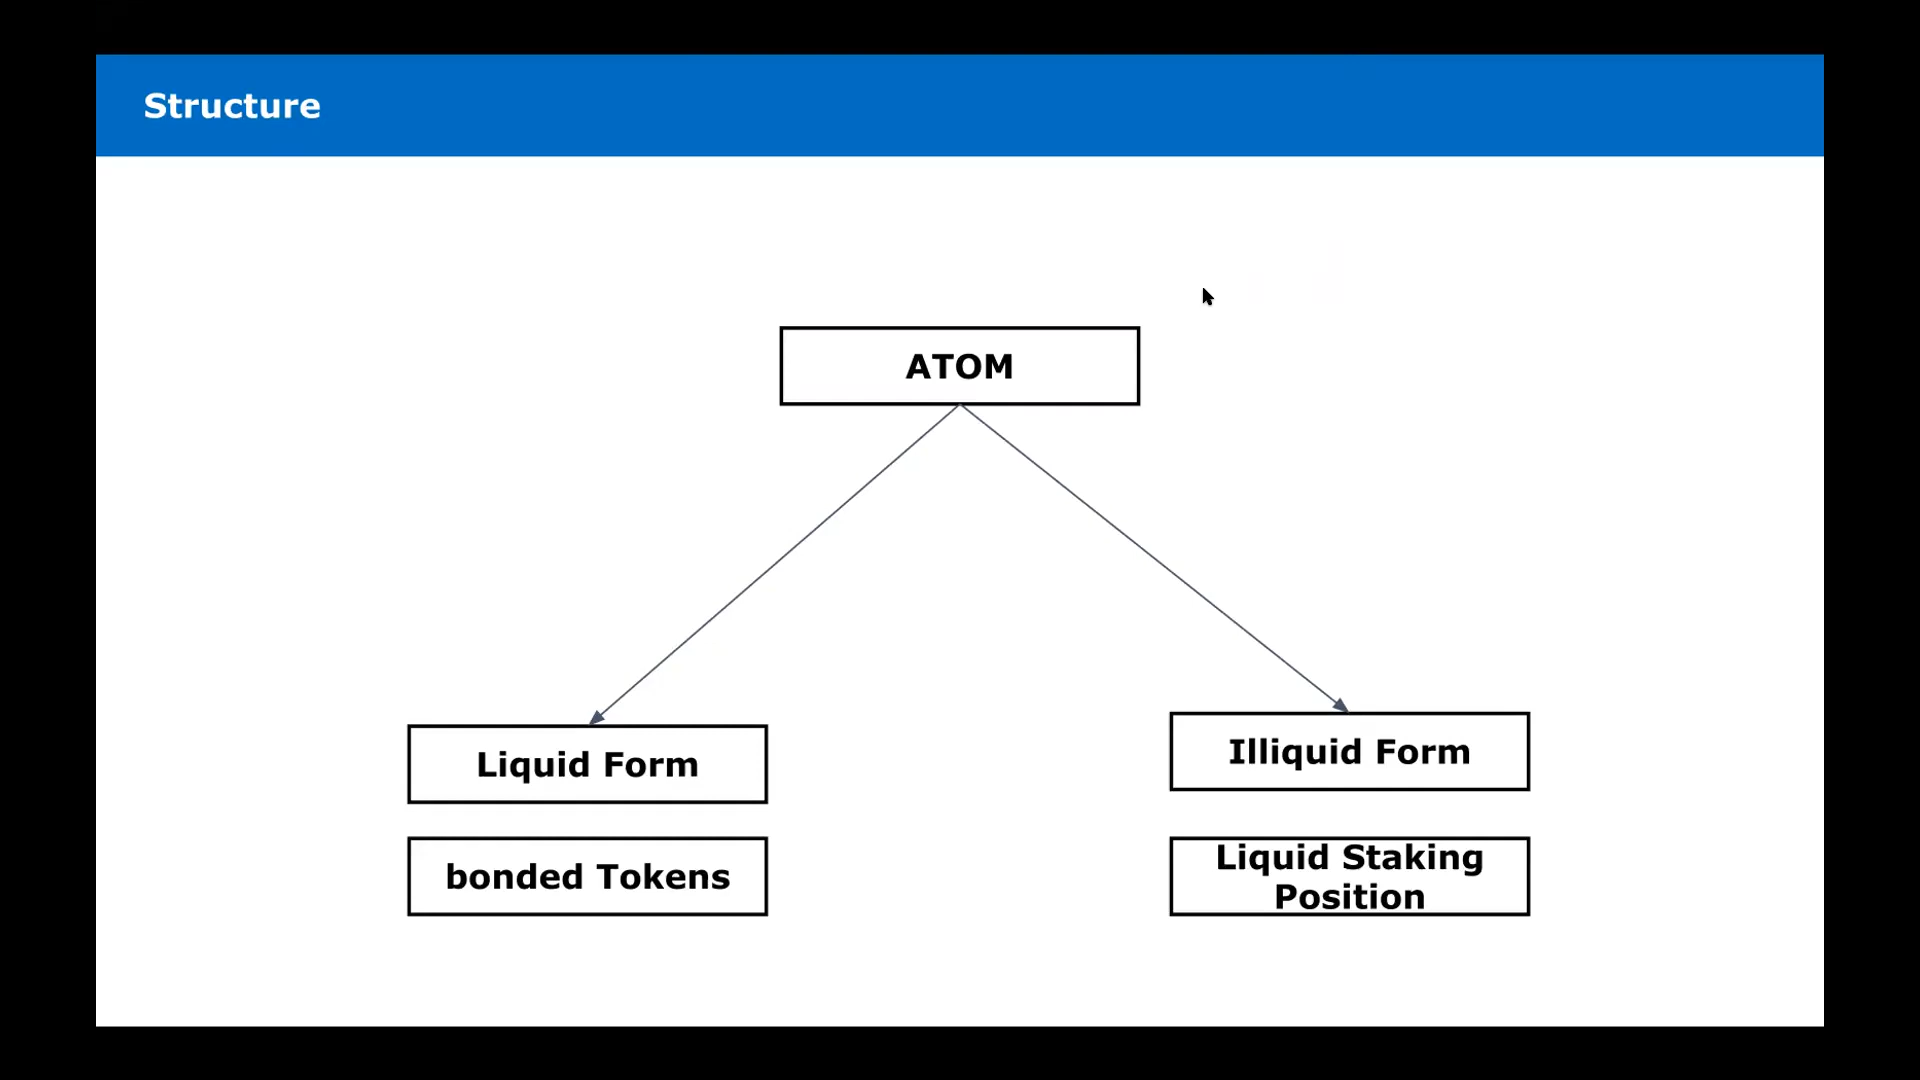 Structure
ATOM
Liquid Form
Illiquid Form
bonded Tokens
Liquid Staking
Position